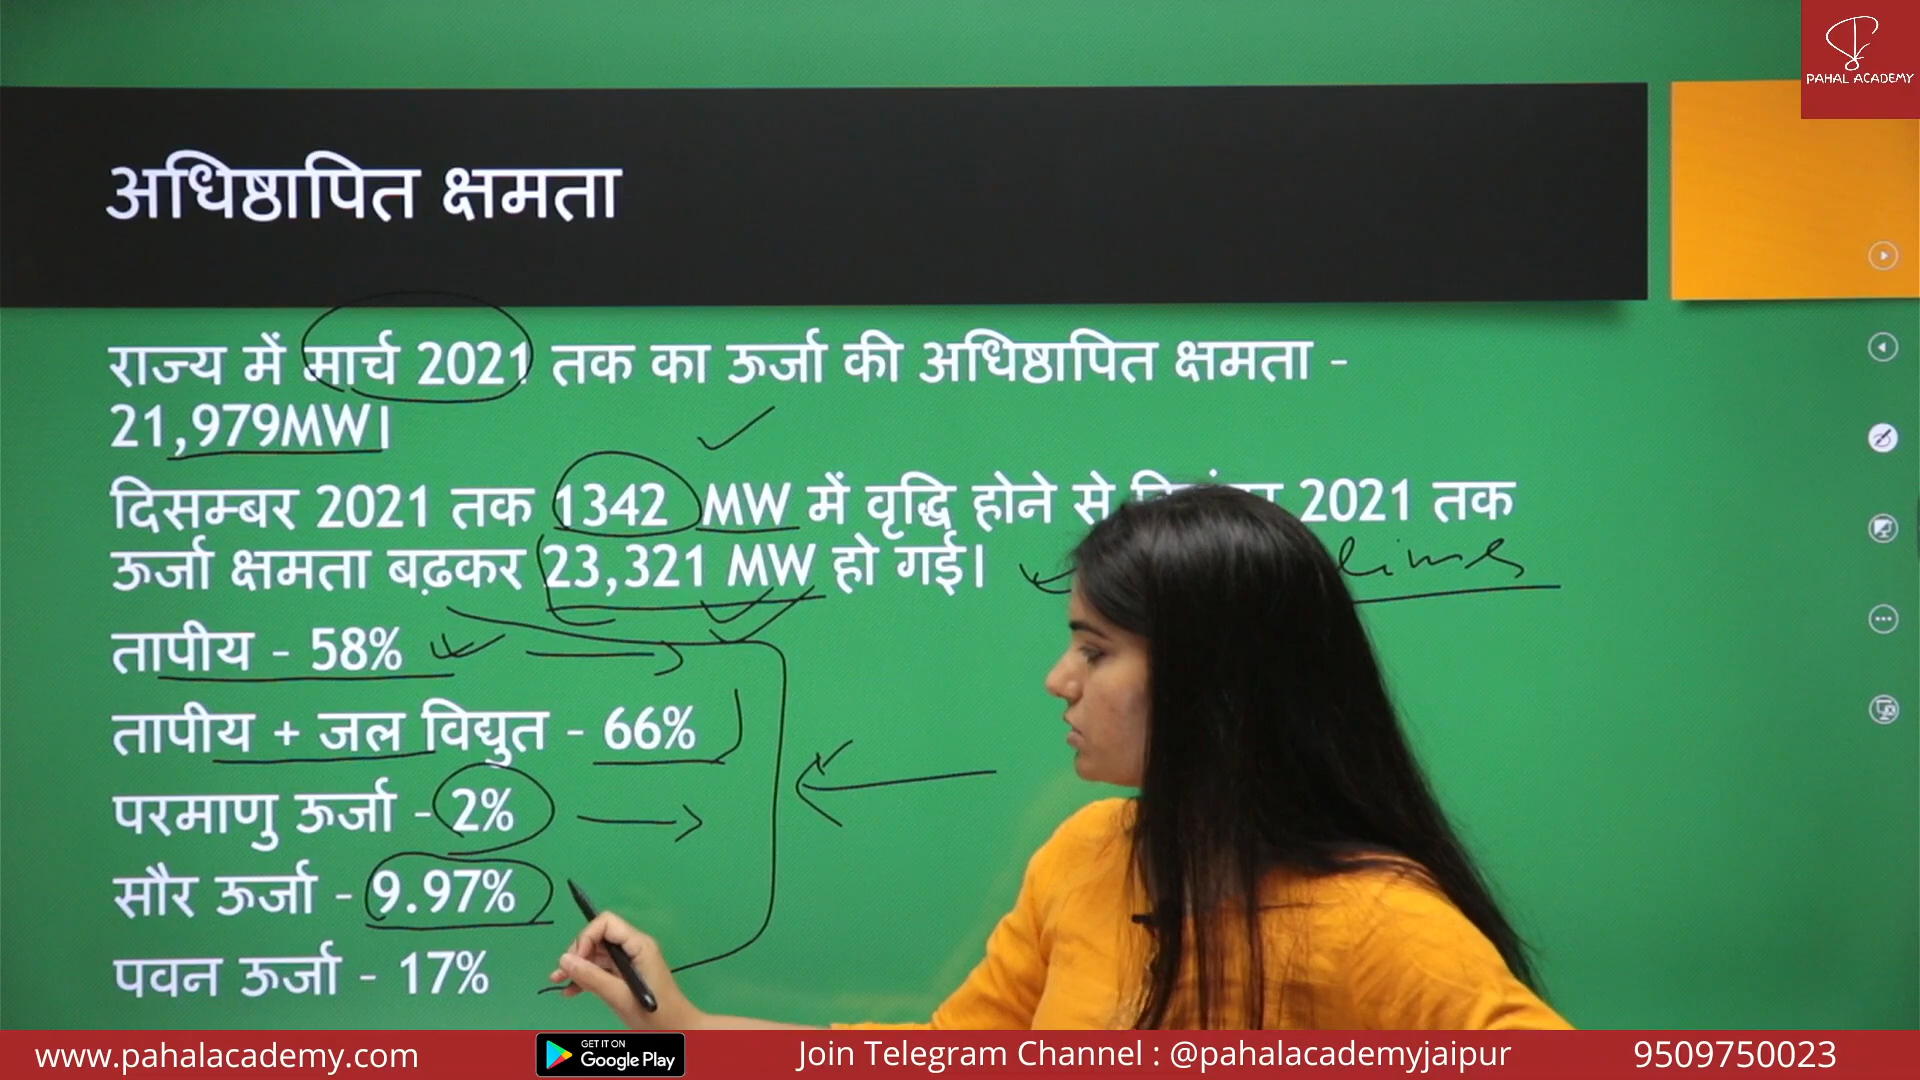 PAHAL ACADEMY
अधिष्ठापित क्षमता
राज्य में मार्च 2021 तक का ऊर्जा की अधिष्ठापित क्षमता -
21,979MW।
दिसम्बर 2021 तक 1342 MW में वृद्धि होने से 2021 तक
ऊर्जा क्षमता बढ़कर 23,321 MW हो गई।
तापीय - 58%
तापीय + जल विद्युत - 66%
परमाणु ऊर्जा - 2%
सौर ऊर्जा - 9.97%
पवन ऊर्जा - 17%
www.pahalacademy.com
GET IT ON
Google Play
Join Telegram Channel : @pahalacademyjaipur
9509750023